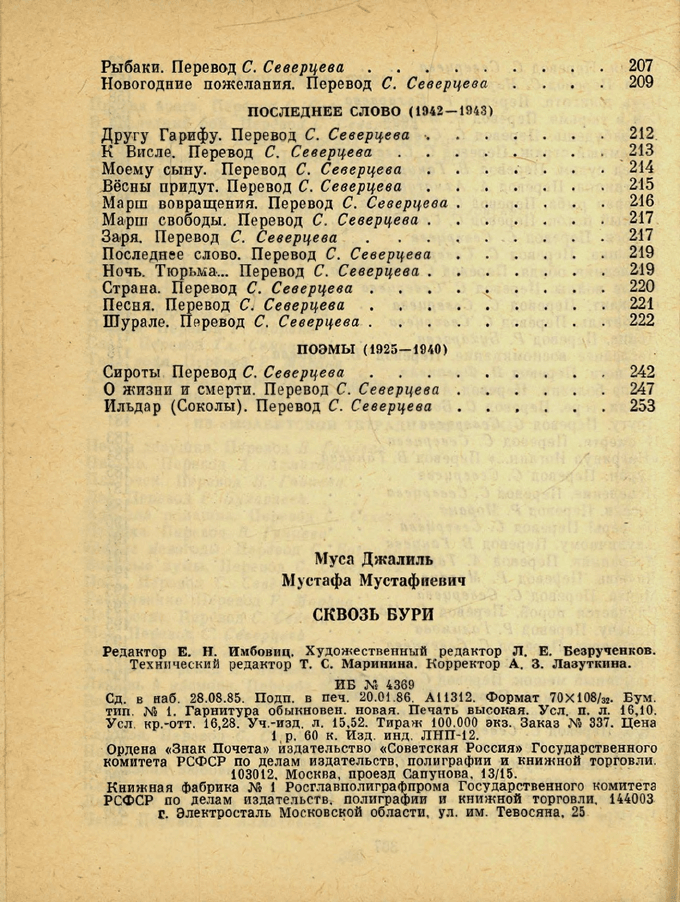 Рыбаки. Перевод С. Северцева . . . . . . . . 207
Новогодние пожелания. Перевод С. Северцева . . . . 209
ПОСЛЕДНЕЕ СЛОВО (1942—1943)
Другу Гарифу. Перевод С. Северцева . . . . . . 212
К Висле. Перевод С. Северцева . . . . . . . 213
Моему сыну. Перевод С. Северцева . . . . . . 214
Вёсны придут. Перевод С. Северцева . . . . . . 215
Марш возвращения. Перевод С. Северцева . . . . . 216
Марш свободы. Перевод С. Северцева . . . . . . 217
Заря. Перевод С. Северцева . . . . . . . . 217
Последнее слово. Перевод С. Северцева . . . . . 219
Ночь. Тюрьма... Перевод С. Северцева . . . . . . 219
Страна. Перевод С. Северцева . . . . . . . . 220
Песня. Перевод С. Северцева . . . . . . . . 221
Шурале. Перевод С. Северцева . . . . . . . . 222
ПОЭМЫ (1925—1940)
Сироты Перевод С. Северцева . . . . . . . . 242
О жизни и смерти. Перевод С. Северцева . . . . . 247
Ильдар (Соколы). Перевод С. Северцева . . . . . 253
Муса Джалиль
Мустафа Мустафиевич
СКВОЗЬ БУРИ
Редактор Е. Н. Имбовиц. Художественный редактор Л. Е. Безрученков.
Технический редактор Т. С. Маринина. Корректор А. З. Лазуткина.
ИБ № 4369
Сд. в наб. 28.08.85. Подп. в печ. 20.01.86. А11312. Формат 70×108/32. Бум.
тип. № 1. Гарнитура обыкновен. новая. Печать высокая. Усл. п. л. 16,10.
Усл. кр.-отт. 16,28. Уч.-изд. л. 15,52. Тираж 100.000 экз. Заказ № 337. Цена
1 р. 60 к. Изд. инд. ЛНП-12.
Ордена «Знак Почета» издательство «Советская Россия» Государственного
комитета РСФСР по делам издательств, полиграфии и книжной торговли.
103012, Москва, проезд Сапунова, 13/15.
Книжная фабрика № 1 Росглавполиграфпрома Государственного комитета
РСФСР по делам издательств, полиграфии и книжной торговли, 144003
г. Электросталь Московской области, ул. им. Тевосяна, 25